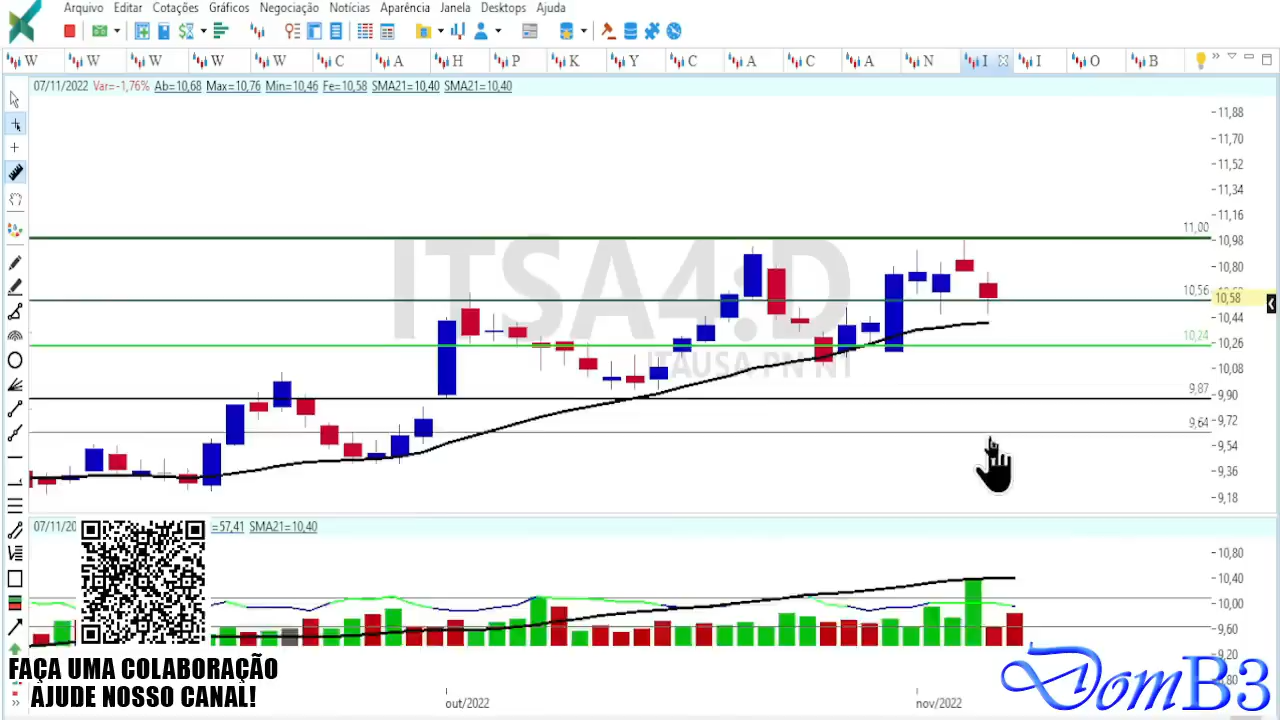 Arquivo Editar Cotações Gráficos Negociação Notícias Aparência Janela Desktops Ajuda
W W W W W C A H P K Y C A C A N I I O B
07/11/2022 Var=-1,76% Ab=10,68 Max=10,76 Min=10,46 Fe=10,58 SMA21=10,40 SMA21=10,40
11,88
11,70
11,52
11,34
11,16
11,00
10,98
ITSA4:D
10,80
10,56
10,58
10,44
10,24
10,26
ITAUSA PN N1
10,08
9,87
9,90
9,64
9,72
9,54
9,36
9,18
07/11/20 =57,41 SMA21=10,40
10,80
10,40
10,00
9,60
9,20
FAÇA UMA COLABORAÇÃO
AJUDE NOSSO CANAL!
DomB3
out/2022 nov/2022